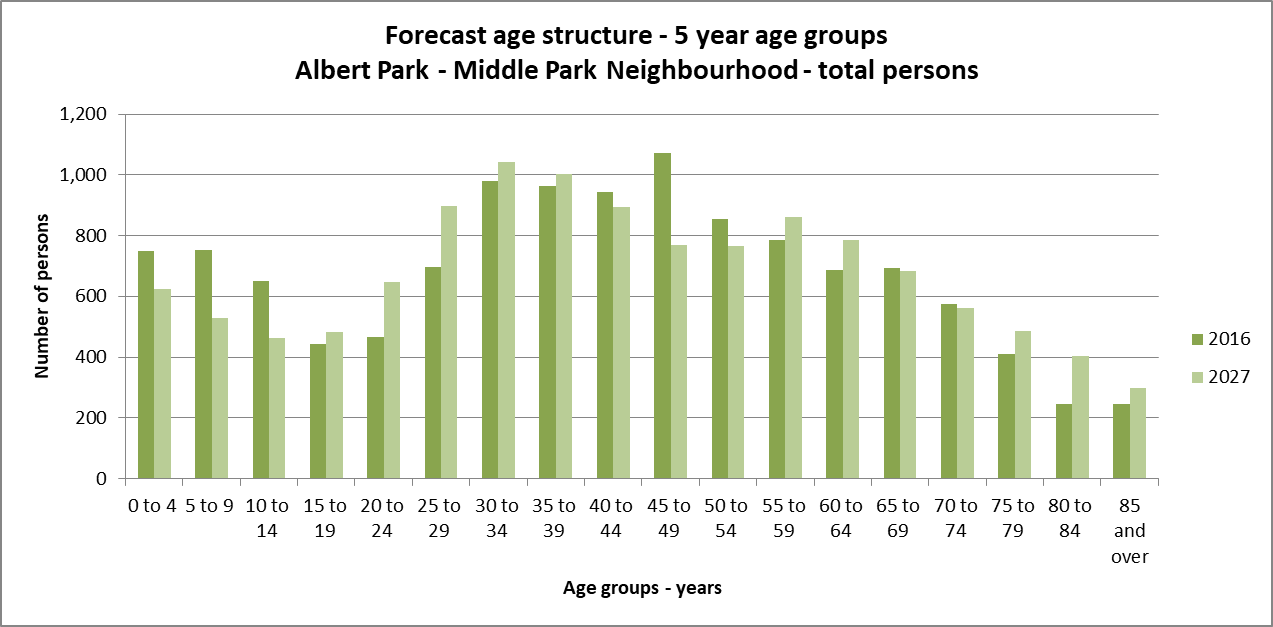 Forecast age structure - 5 year age groups
Albert Park - Middle Park Neighbourhood - total persons
Number of persons
1,200
1,000
800
600
400
200
0
0 to 4 5 to 9 10 to 15 to 20 to 25 to 30 to 35 to 40 to 45 to 50 to 55 to 60 to 65 to 70 to 75 to 80 to 85
14 19 24 29 34 39 44 49 54 59 64 69 74 79 84 and
over
Age groups - years
2016
2027